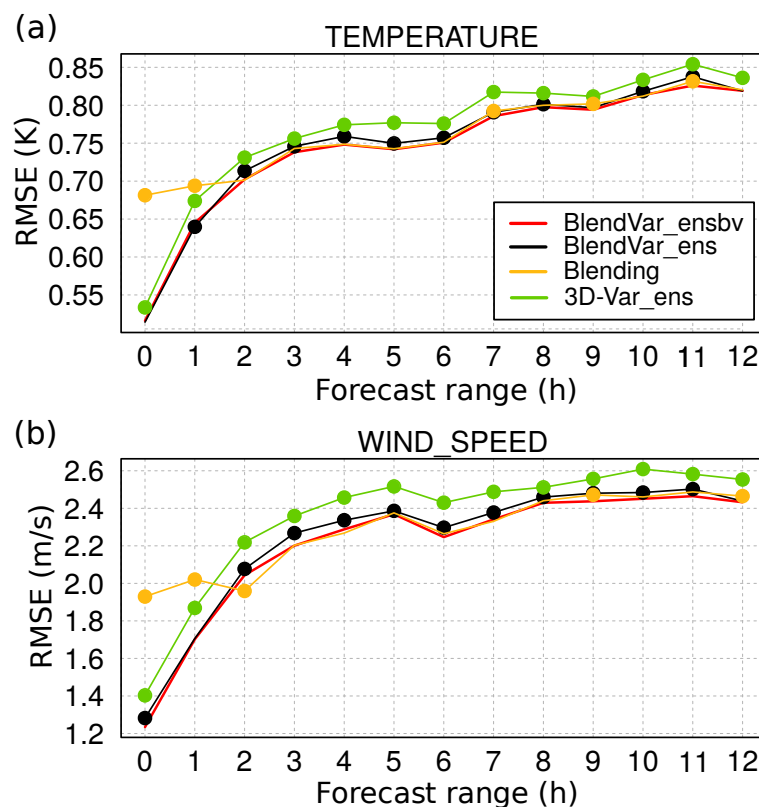 (a)
TEMPERATURE
RMSE (K)
0.85
0.80
0.75
0.70
0.65
0.60
0.55
BlendVar_ensbv
BlendVar_ens
Blending
3D-Var_ens
0 1 2 3 4 5 6 7 8 9 10 11 12
Forecast range (h)
(b)
WIND_SPEED
RMSE (m/s)
2.6
2.4
2.2
2.0
1.8
1.6
1.4
1.2
0 1 2 3 4 5 6 7 8 9 10 11 12
Forecast range (h)